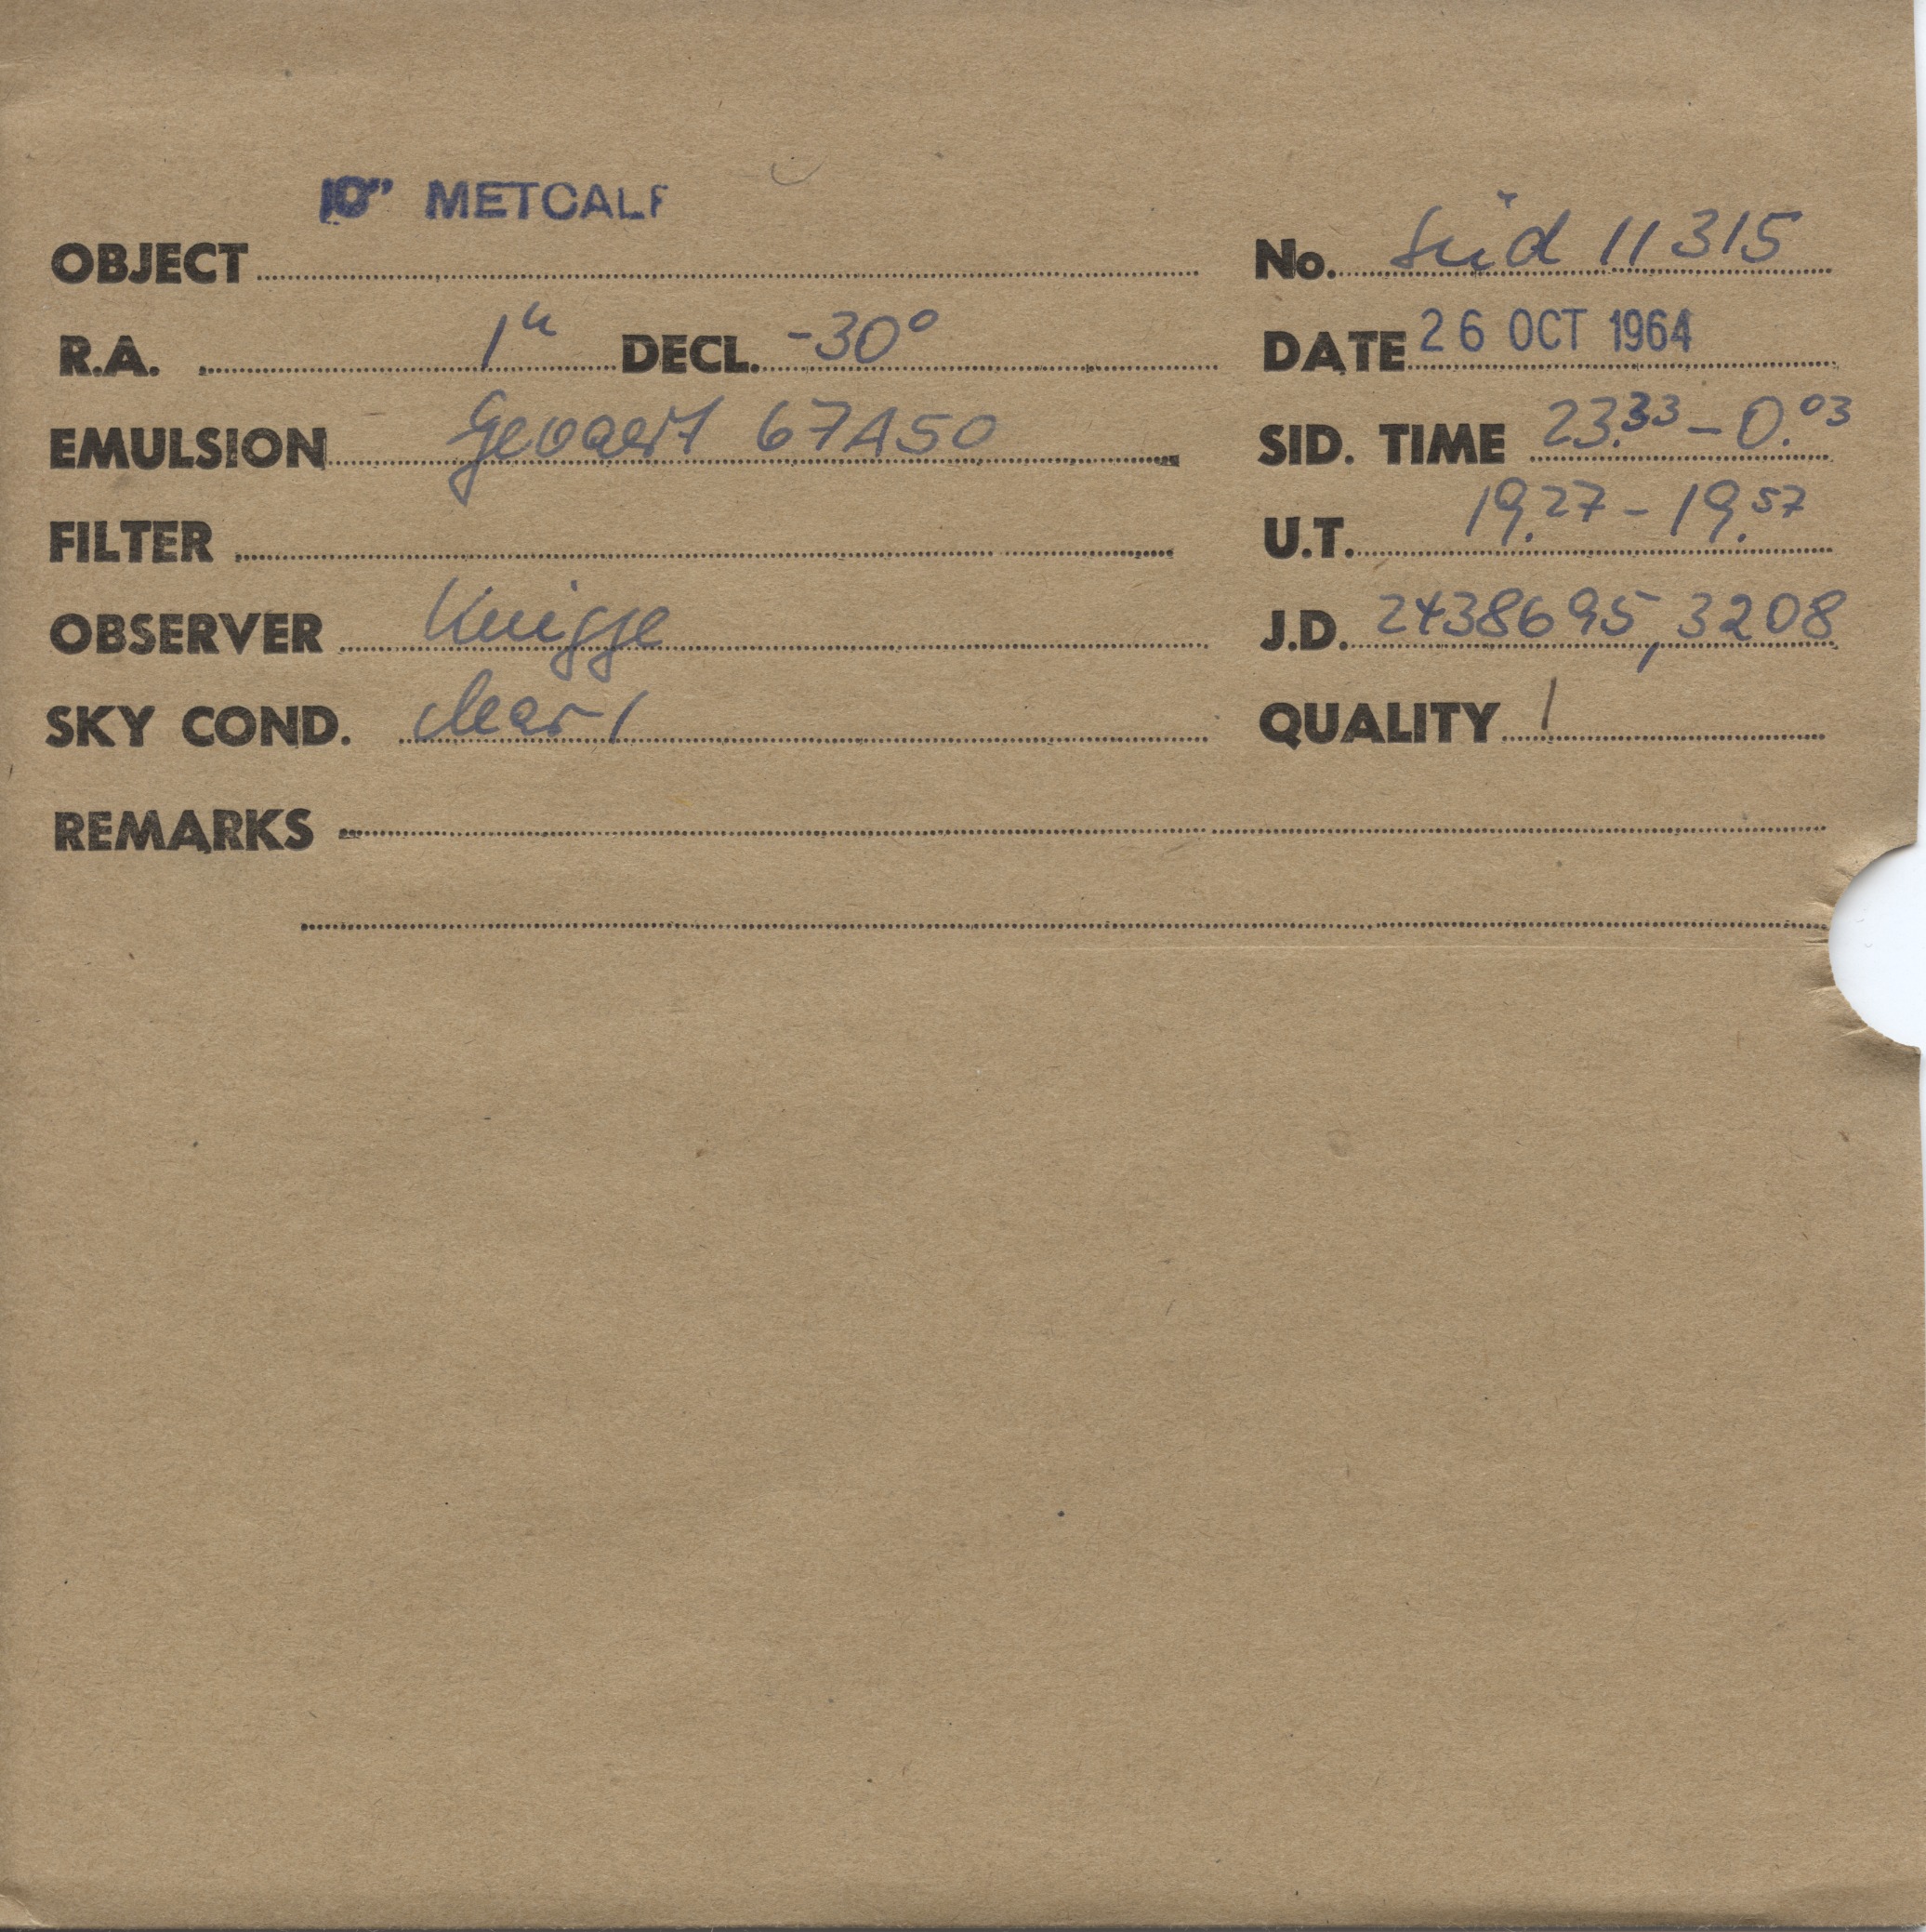 10" METCALF
OBJECT No. Süd 11315
R.A. 1h DECL. -30° DATE 26 OCT 1964
EMULSION Gevaert 67A50 SID. TIME 23.33 - 0.03
FILTER U.T. 19.27 - 19.57
OBSERVER Knigge J.D. 2438695,3208
SKY COND. clear 1 QUALITY 1
REMARKS